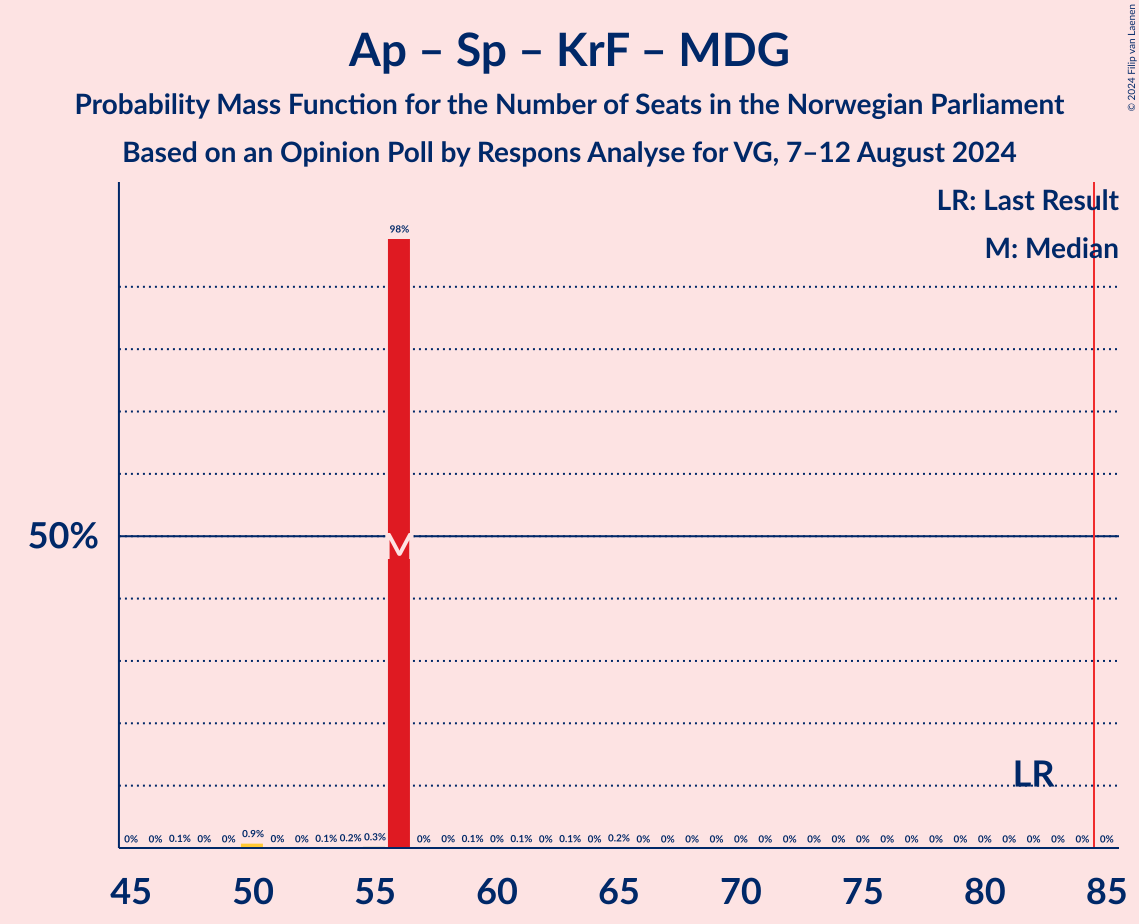 Ap – Sp – KrF – MDG
Probability Mass Function for the Number of Seats in the Norwegian Parliament
Based on an Opinion Poll by Respons Analyse for VG, 7–12 August 2024
© 2024 Filip van Laenen
LR: Last Result
M: Median
98%
50%
M
LR
0% 0% 0.1% 0% 0% 0.9% 0% 0% 0.1% 0.2% 0.3% 0% 0% 0.1% 0% 0.1% 0% 0.1% 0% 0.2% 0% 0% 0% 0% 0% 0% 0% 0% 0% 0% 0% 0% 0% 0% 0% 0% 0% 0% 0% 0%
45 50 55 60 65 70 75 80 85